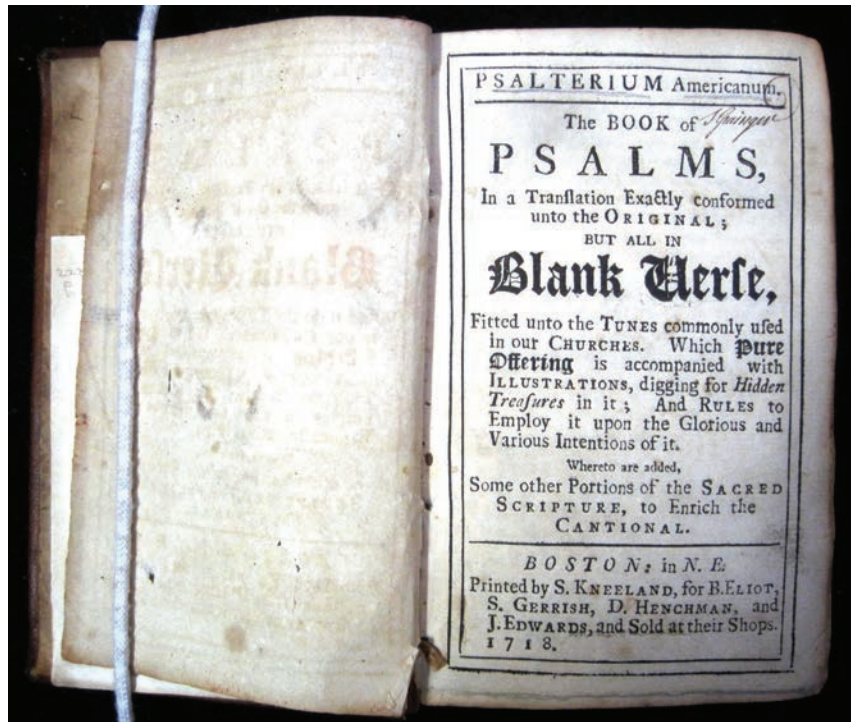 PSALTERIUM Americanum.
The BOOK of
PSALMS,
In a Tranſlation Exactly conformed
unto the ORIGINAL;
BUT ALL IN
Blank Verſe,
Fitted unto the TUNES commonly uſed
in our CHURCHES. Which Pure
Offering is accompanied with
ILLUSTRATIONS, digging for Hidden
Treaſures in it; And RULES to
Employ it upon the Glorious and
Various Intentions of it.
Whereto are added,
Some other Portions of the SACRED
SCRIPTURE, to Enrich the
CANTIONAL.
BOSTON: in N. E.
Printed by S. KNEELAND, for B. ELIOT,
S. GERRISH, D. HENCHMAN, and
J. EDWARDS, and Sold at their Shops.
1718.